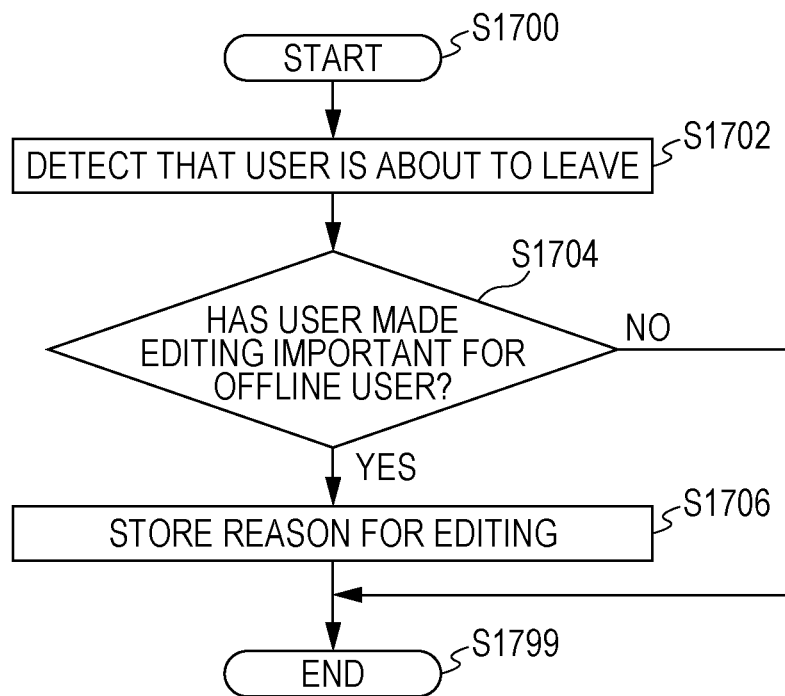 START
S1700
DETECT THAT USER IS ABOUT TO LEAVE
S1702
S1704
HAS USER MADE
EDITING IMPORTANT FOR
OFFLINE USER?
NO
YES
STORE REASON FOR EDITING
S1706
END
S1799